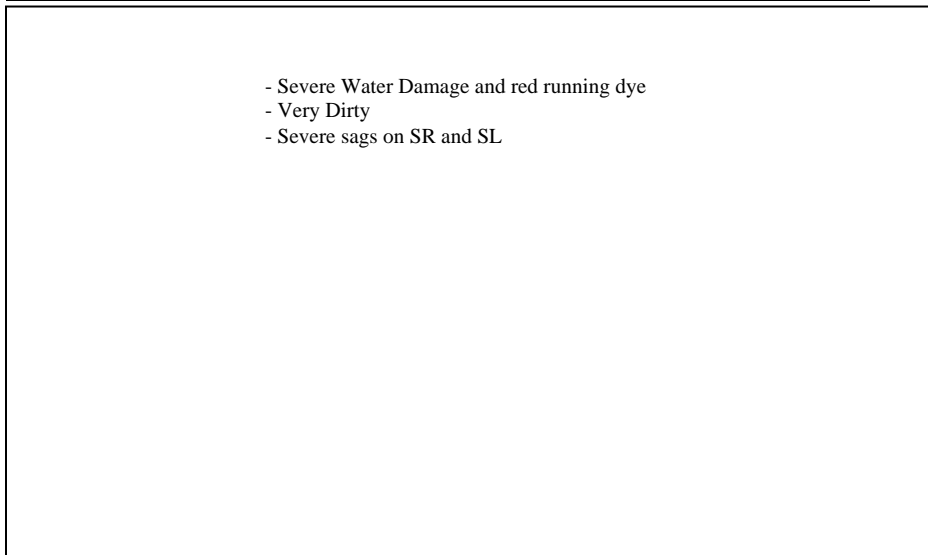 - Severe Water Damage and red running dye
- Very Dirty
- Severe sags on SR and SL